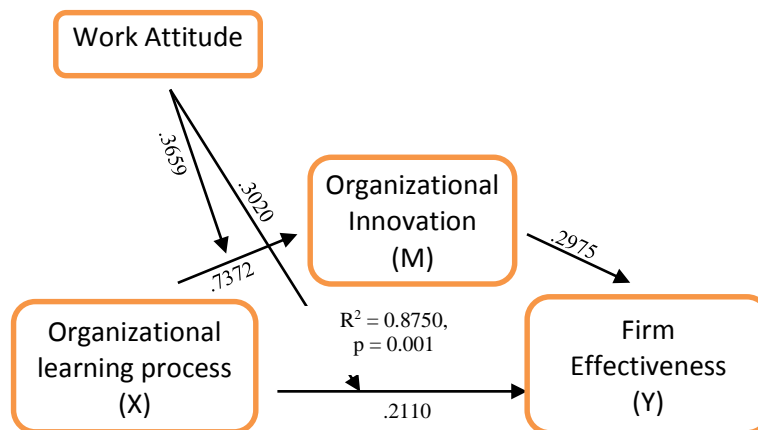 Work Attitude
.3659
.3020
Organizational
Innovation
(M)
.7372
.2975
R² = 0.8750,
p = 0.001
Organizational
learning process
(X)
Firm
Effectiveness
(Y)
.2110